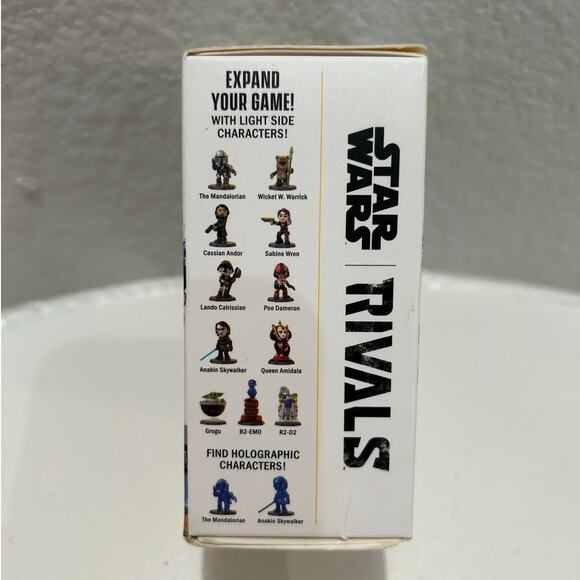 EXPAND
YOUR GAME!
WITH LIGHT SIDE
CHARACTERS!
The Mandalorian
Wicket W. Warrick
Cassian Andor
Sabine Wren
Lando Calrissian
Poe Dameron
Anakin Skywalker
Queen Amidala
Grogu
B2-EMO
R2-D2
FIND HOLOGRAPHIC
CHARACTERS!
The Mandalorian
Anakin Skywalker
STAR
WARS
RIVALS